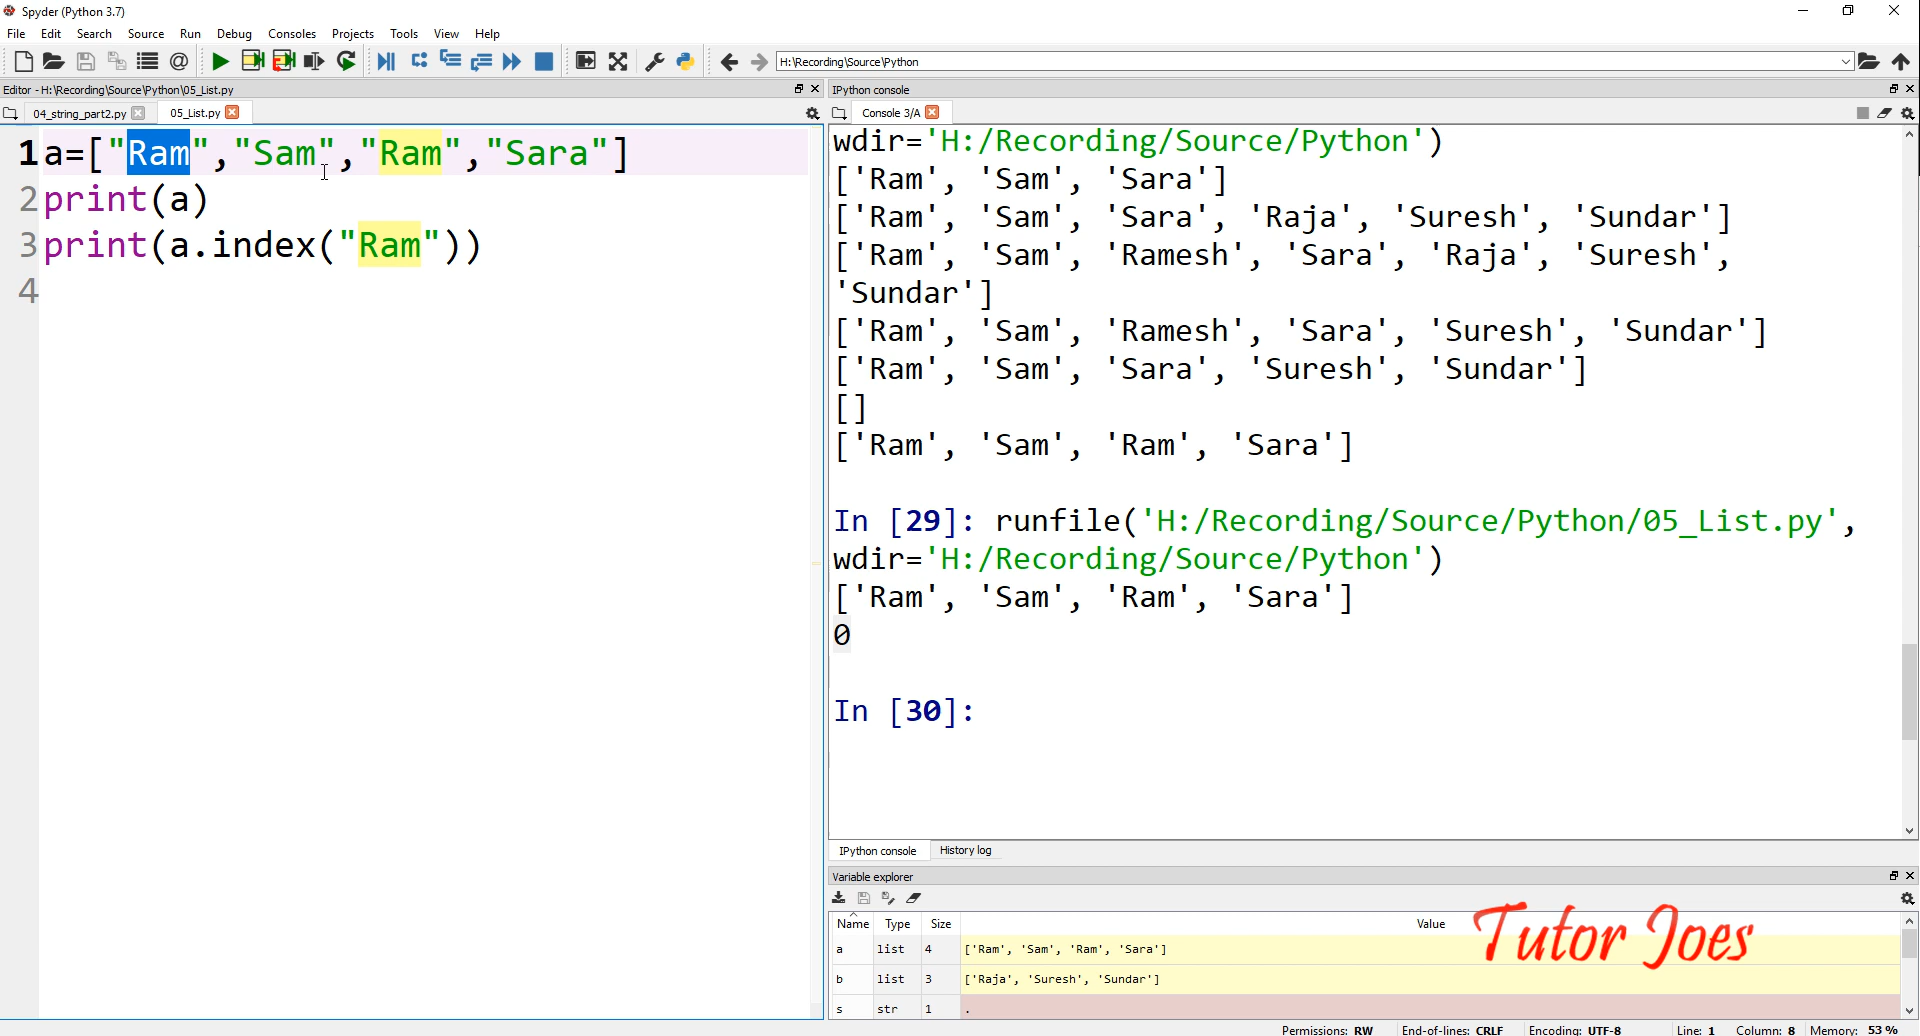 Spyder (Python 3.7)
File Edit Search Source Run Debug Consoles Projects Tools View Help
H:\Recording\Source\Python
Editor - H:\Recording\Source\Python\05_List.py
04_string_part2.py 05_List.py
1 a=["Ram","Sam","Ram","Sara"]
2 print(a)
3 print(a.index("Ram"))
4
IPython console
Console 3/A
wdir='H:/Recording/Source/Python')
['Ram', 'Sam', 'Sara']
['Ram', 'Sam', 'Sara', 'Raja', 'Suresh', 'Sundar']
['Ram', 'Sam', 'Ramesh', 'Sara', 'Raja', 'Suresh',
'Sundar']
['Ram', 'Sam', 'Ramesh', 'Sara', 'Suresh', 'Sundar']
['Ram', 'Sam', 'Sara', 'Suresh', 'Sundar']
[]
['Ram', 'Sam', 'Ram', 'Sara']
In [29]: runfile('H:/Recording/Source/Python/05_List.py',
wdir='H:/Recording/Source/Python')
['Ram', 'Sam', 'Ram', 'Sara']
0
In [30]:
IPython console History log
Variable explorer
Name Type Size Value
a list 4 ['Ram', 'Sam', 'Ram', 'Sara']
b list 3 ['Raja', 'Suresh', 'Sundar']
s str 1 .
Tutor Joes
Permissions: RW End-of-lines: CRLF Encoding: UTF-8 Line: 1 Column: 8 Memory: 53 %